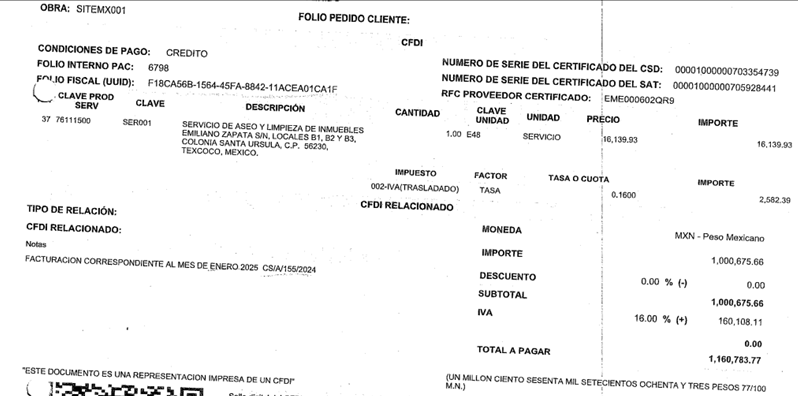 OBRA: SITEMX001
FOLIO PEDIDO CLIENTE:
CFDI
CONDICIONES DE PAGO: CREDITO
FOLIO INTERNO PAC: 6798
FOLIO FISCAL (UUID): F18CA56B-1564-45FA-8842-11ACEA01CA1F
NUMERO DE SERIE DEL CERTIFICADO DEL CSD: 00001000000703354739
NUMERO DE SERIE DEL CERTIFICADO DEL SAT: 00001000000705928441
RFC PROVEEDOR CERTIFICADO: EME000602QR9
CLAVE PROD SERV CLAVE DESCRIPCIÓN CANTIDAD CLAVE UNIDAD UNIDAD PRECIO IMPORTE
37 76111500 SER001 SERVICIO DE ASEO Y LIMPIEZA DE INMUEBLES 1.00 E48 SERVICIO 16,139.93 16,139.93
EMILIANO ZAPATA S/N, LOCALES B1, B2 Y B3,
COLONIA SANTA URSULA, C.P. 56230,
TEXCOCO, MEXICO.
IMPUESTO FACTOR TASA O CUOTA IMPORTE
002-IVA(TRASLADADO) TASA 0.1600 2,582.39
CFDI RELACIONADO
TIPO DE RELACIÓN:
CFDI RELACIONADO:
Notas
FACTURACION CORRESPONDIENTE AL MES DE ENERO 2025 CS/A/155/2024
MONEDA MXN - Peso Mexicano
IMPORTE 1,000,675.66
DESCUENTO 0.00 % (-) 0.00
SUBTOTAL 1,000,675.66
IVA 16.00 % (+) 160,108.11
0.00
TOTAL A PAGAR 1,160,783.77
(UN MILLON CIENTO SESENTA MIL SETECIENTOS OCHENTA Y TRES PESOS 77/100
M.N.)
"ESTE DOCUMENTO ES UNA REPRESENTACION IMPRESA DE UN CFDI"